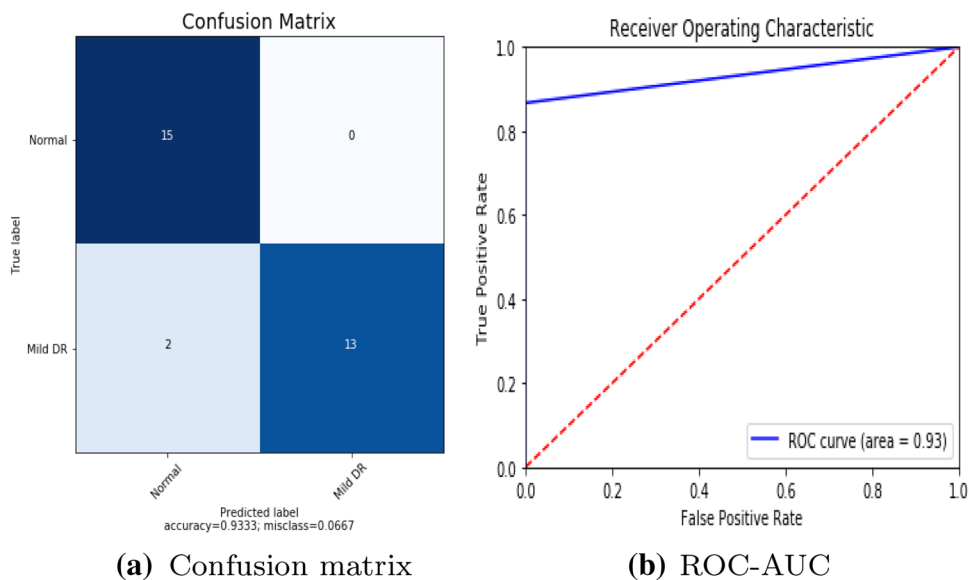 Confusion Matrix
Normal
Mild DR
True label
15
0
2
13
Normal
Mild DR
Predicted label
accuracy=0.9333; misclass=0.0667
(a) Confusion matrix
Receiver Operating Characteristic
True Positive Rate
1.0
0.8
0.6
0.4
0.2
0.0
ROC curve (area = 0.93)
0.0
0.2
0.4
0.6
0.8
1.0
False Positive Rate
(b) ROC-AUC